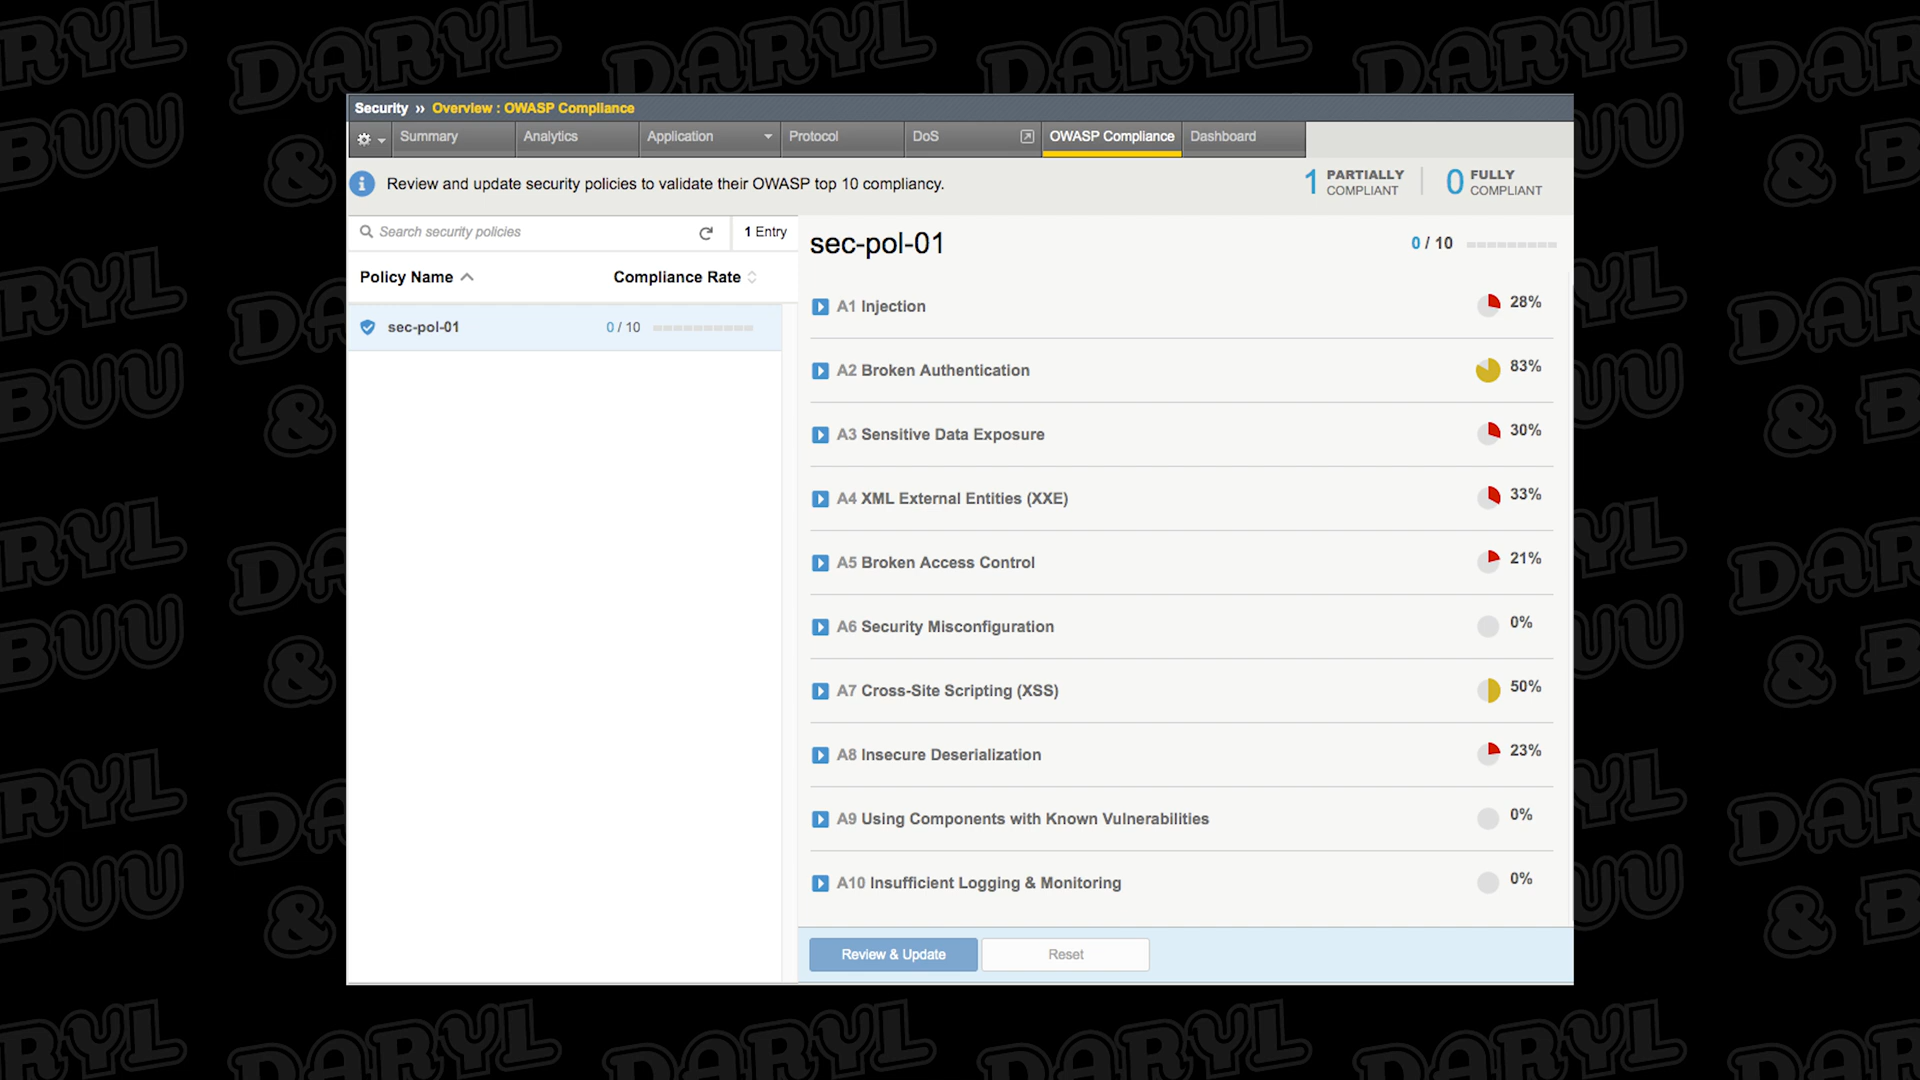 Security » Overview : OWASP Compliance
Summary Analytics Application Protocol DoS OWASP Compliance Dashboard
Review and update security policies to validate their OWASP top 10 compliancy.
1 PARTIALLY COMPLIANT 0 FULLY COMPLIANT
Search security policies 1 Entry
Policy Name Compliance Rate
sec-pol-01 0 / 10
sec-pol-01 0 / 10
A1 Injection 28%
A2 Broken Authentication 83%
A3 Sensitive Data Exposure 30%
A4 XML External Entities (XXE) 33%
A5 Broken Access Control 21%
A6 Security Misconfiguration 0%
A7 Cross-Site Scripting (XSS) 50%
A8 Insecure Deserialization 23%
A9 Using Components with Known Vulnerabilities 0%
A10 Insufficient Logging & Monitoring 0%
Review & Update Reset
DARYL DARYL DARYL DARYL
& BUU